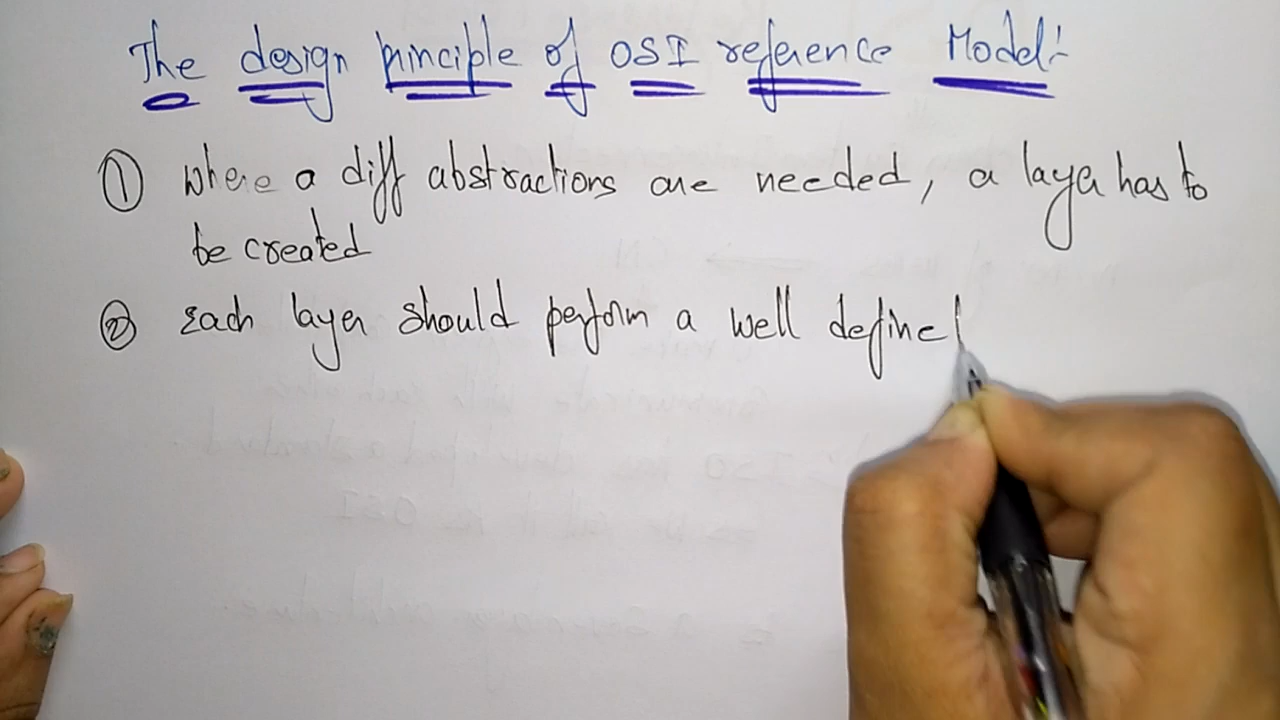 The design principle of OSI reference Model:-
① where a diff abstractions are needed, a layer has to
be created
② Each layer should perform a well define